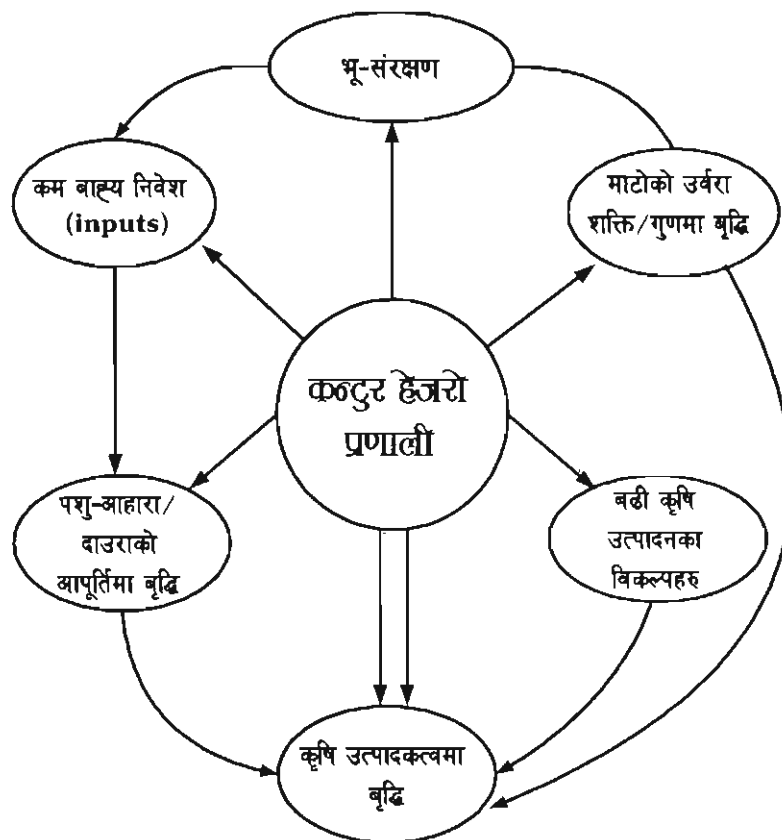 भू-संरक्षण
कम बाह्य निवेश
(inputs)
माटोको उर्वरा
शक्ति/गुणमा बृद्धि
कन्टुर हेजरो
प्रणाली
पशु-आहारा/
दाउराको
आपूर्तिमा बृद्धि
बढी कृषि
उत्पादनका
विकल्पहरु
कृषि उत्पादकत्वमा
बृद्धि